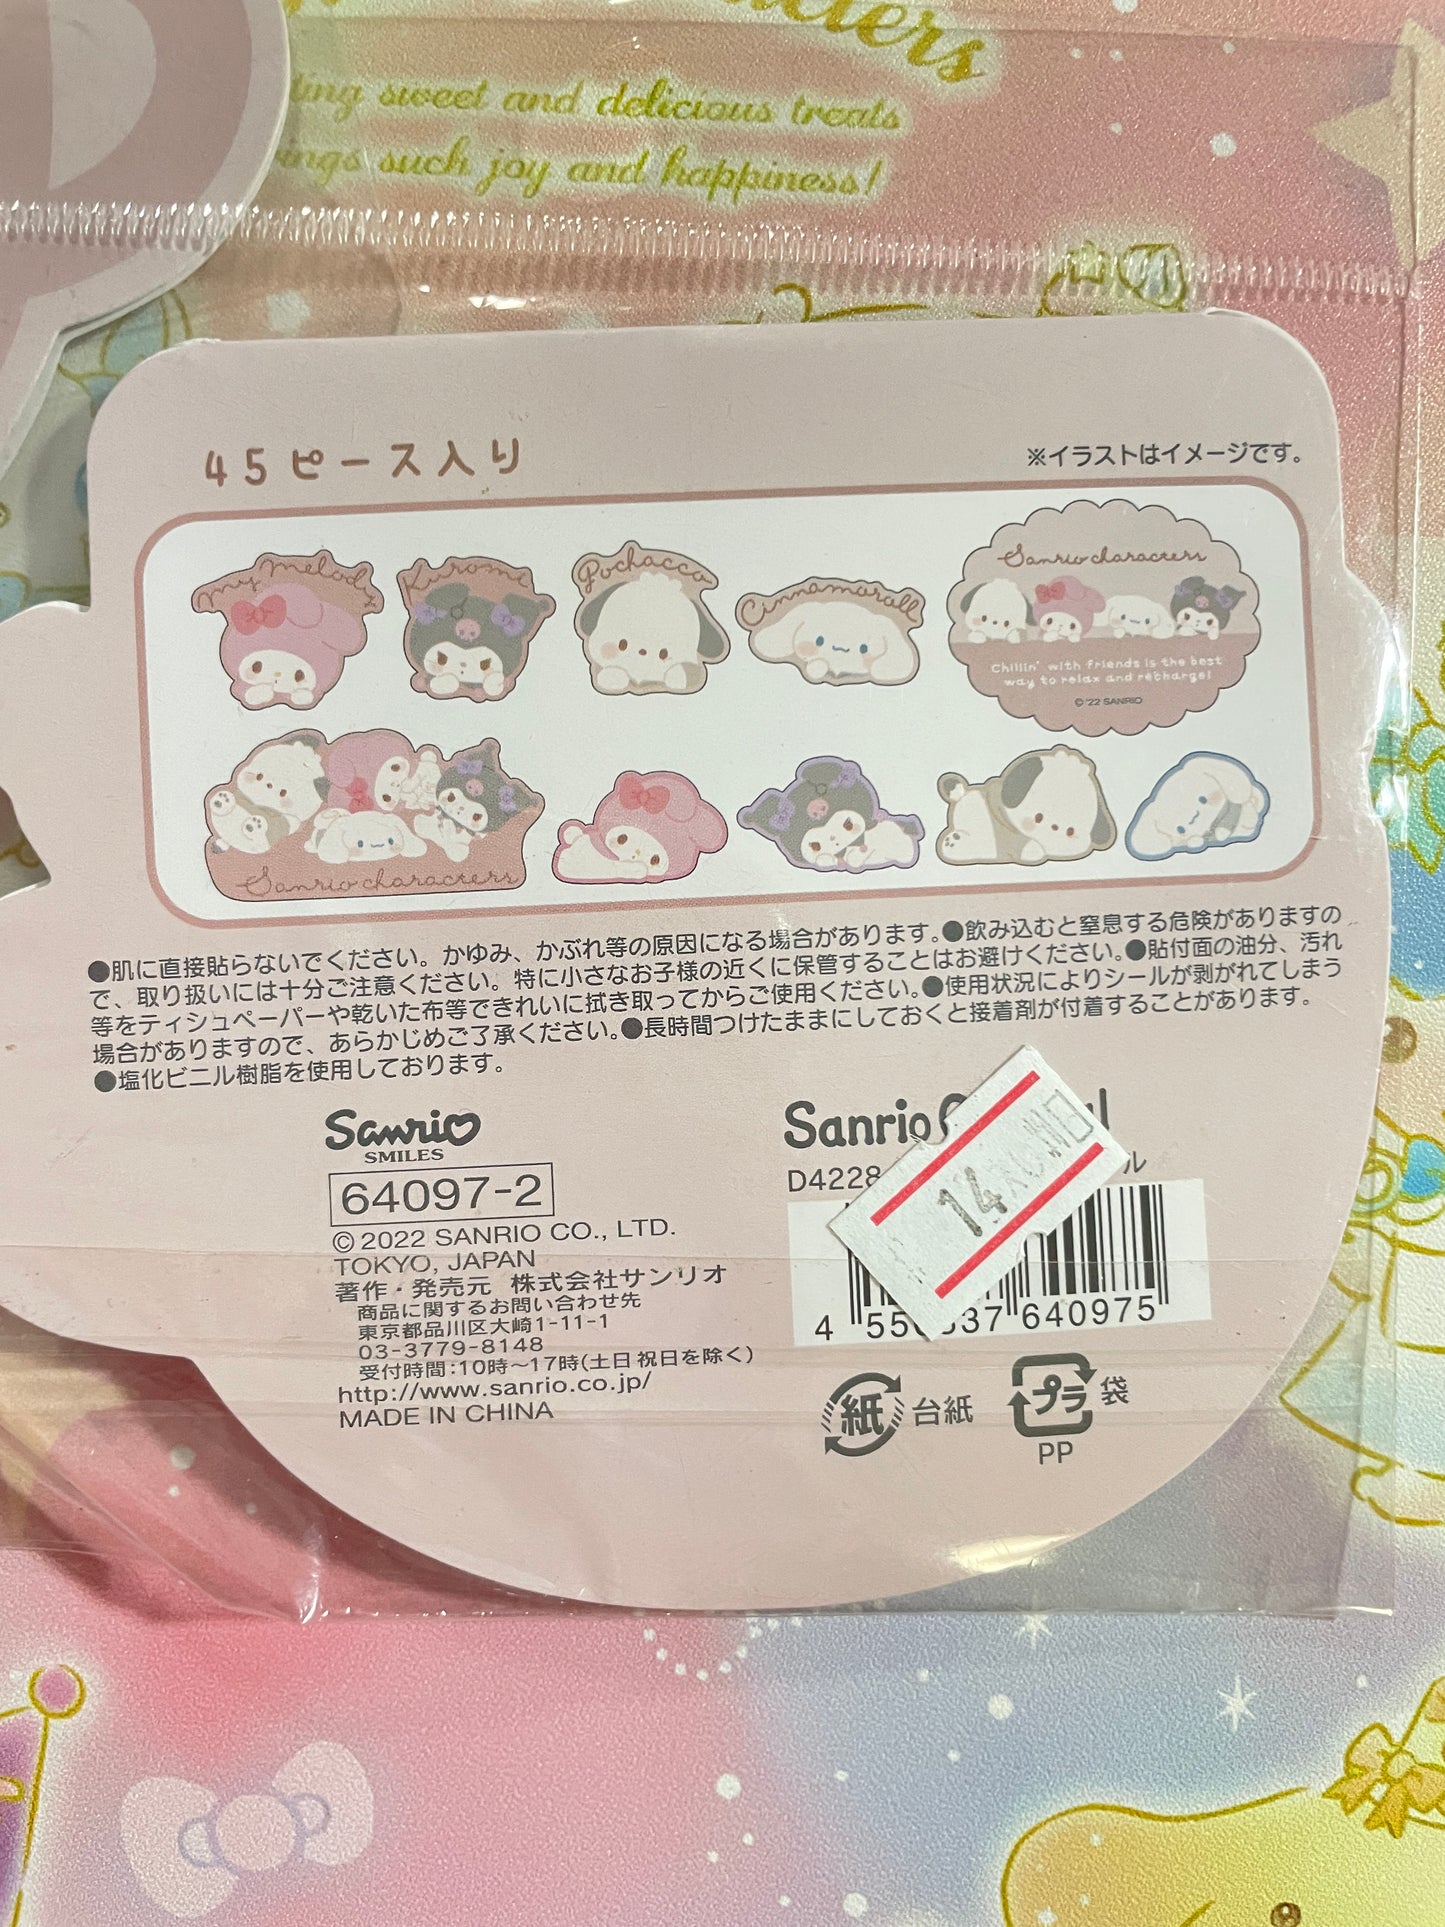 sweet and delicious treats
such joy and happiness!
45ピース入り
※イラストはイメージです。
My Melody
Kuromi
Pochacco
Cinnamoroll
Sanrio characters
Chillin' with friends is the best
way to relax and recharge!
© '22 SANRIO
Sanrio characters
●肌に直接貼らないでください。かゆみ、かぶれ等の原因になる場合があります。●飲み込むと窒息する危険がありますの
で、取り扱いには十分ご注意ください。特に小さなお子様の近くに保管することはお避けください。●貼付面の油分、汚れ
等をティシュペーパーや乾いた布等できれいに拭き取ってからご使用ください。●使用状況によりシールが剥がれてしまう
場合がありますので、あらかじめご了承ください。●長時間つけたままにしておくと接着剤が付着することがあります。
●塩化ビニル樹脂を使用しております。
Sanrio
SMILES
64097-2
© 2022 SANRIO CO., LTD.
TOKYO, JAPAN
著作・発売元 株式会社サンリオ
商品に関するお問い合わせ先
東京都品川区大崎1-11-1
03-3779-8148
受付時間:10時〜17時(土日祝日を除く)
http://www.sanrio.co.jp/
MADE IN CHINA
Sanrio
D4228
14
640975
紙 台紙
プラ 袋
PP